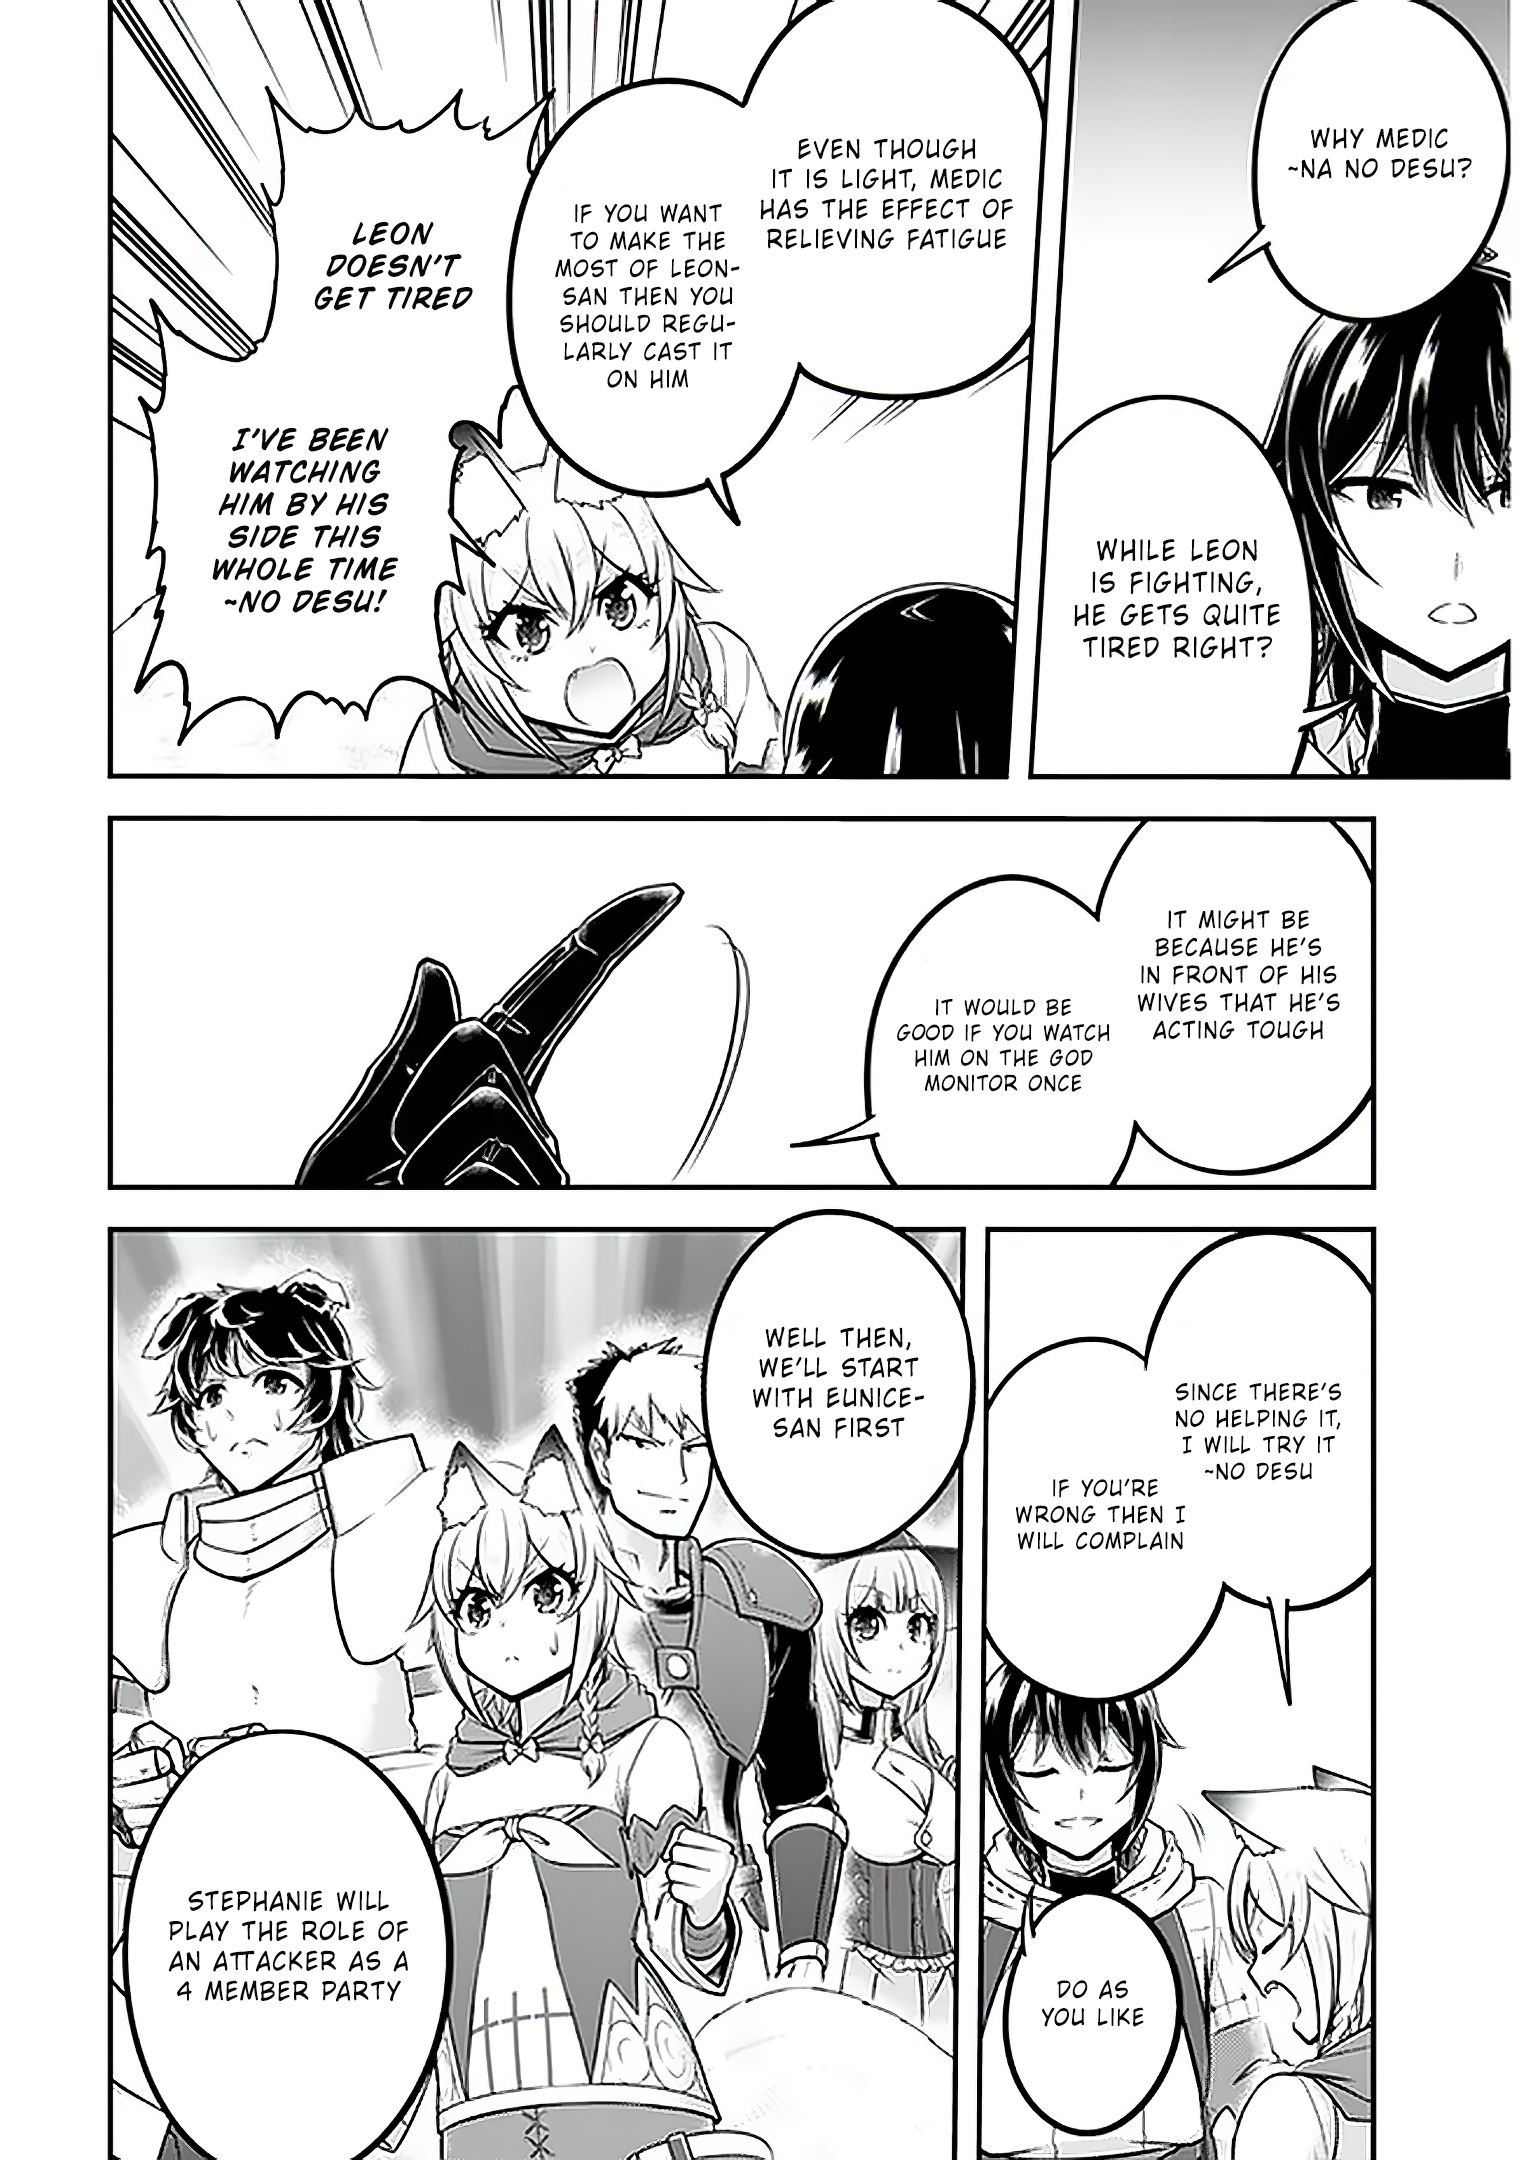 WHY MEDIC
~NA NO DESU?
WHILE LEON
IS FIGHTING,
HE GETS QUITE
TIRED RIGHT?
EVEN THOUGH
IT IS LIGHT, MEDIC
HAS THE EFFECT OF
RELIEVING FATIGUE
IF YOU WANT
TO MAKE THE
MOST OF LEON-
SAN THEN YOU
SHOULD REGU-
LARLY CAST IT
ON HIM
LEON
DOESN'T
GET TIRED
I'VE BEEN
WATCHING
HIM BY HIS
SIDE THIS
WHOLE TIME
~NO DESU!
IT MIGHT BE
BECAUSE HE'S
IN FRONT OF HIS
WIVES THAT HE'S
ACTING TOUGH
IT WOULD BE
GOOD IF YOU WATCH
HIM ON THE GOD
MONITOR ONCE
SINCE THERE'S
NO HELPING IT,
I WILL TRY IT
~NO DESU
IF YOU'RE
WRONG THEN I
WILL COMPLAIN
DO AS
YOU LIKE
WELL THEN,
WE'LL START
WITH EUNICE-
SAN FIRST
STEPHANIE WILL
PLAY THE ROLE OF
AN ATTACKER AS A
4 MEMBER PARTY